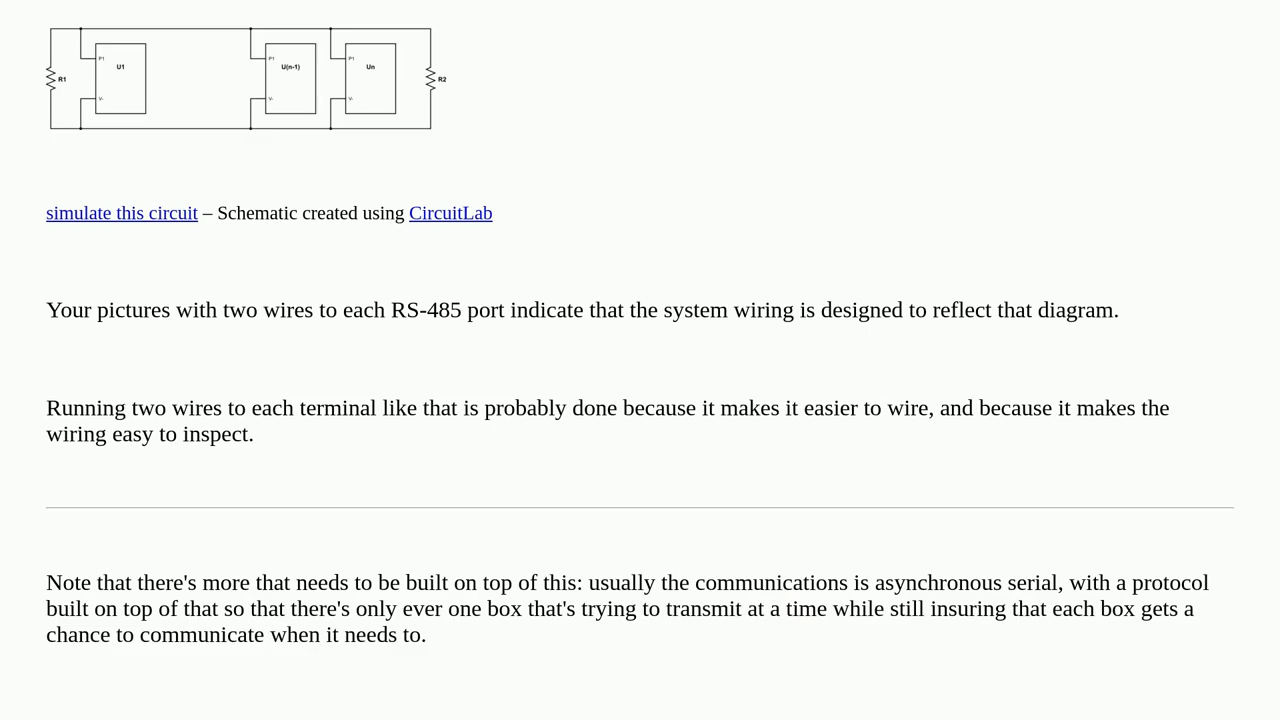 P1 P1 P1
U1 U(n-1) Un
R1 R2
V- V- V-
simulate this circuit – Schematic created using CircuitLab
Your pictures with two wires to each RS-485 port indicate that the system wiring is designed to reflect that diagram.
Running two wires to each terminal like that is probably done because it makes it easier to wire, and because it makes the
wiring easy to inspect.
Note that there's more that needs to be built on top of this: usually the communications is asynchronous serial, with a protocol
built on top of that so that there's only ever one box that's trying to transmit at a time while still insuring that each box gets a
chance to communicate when it needs to.